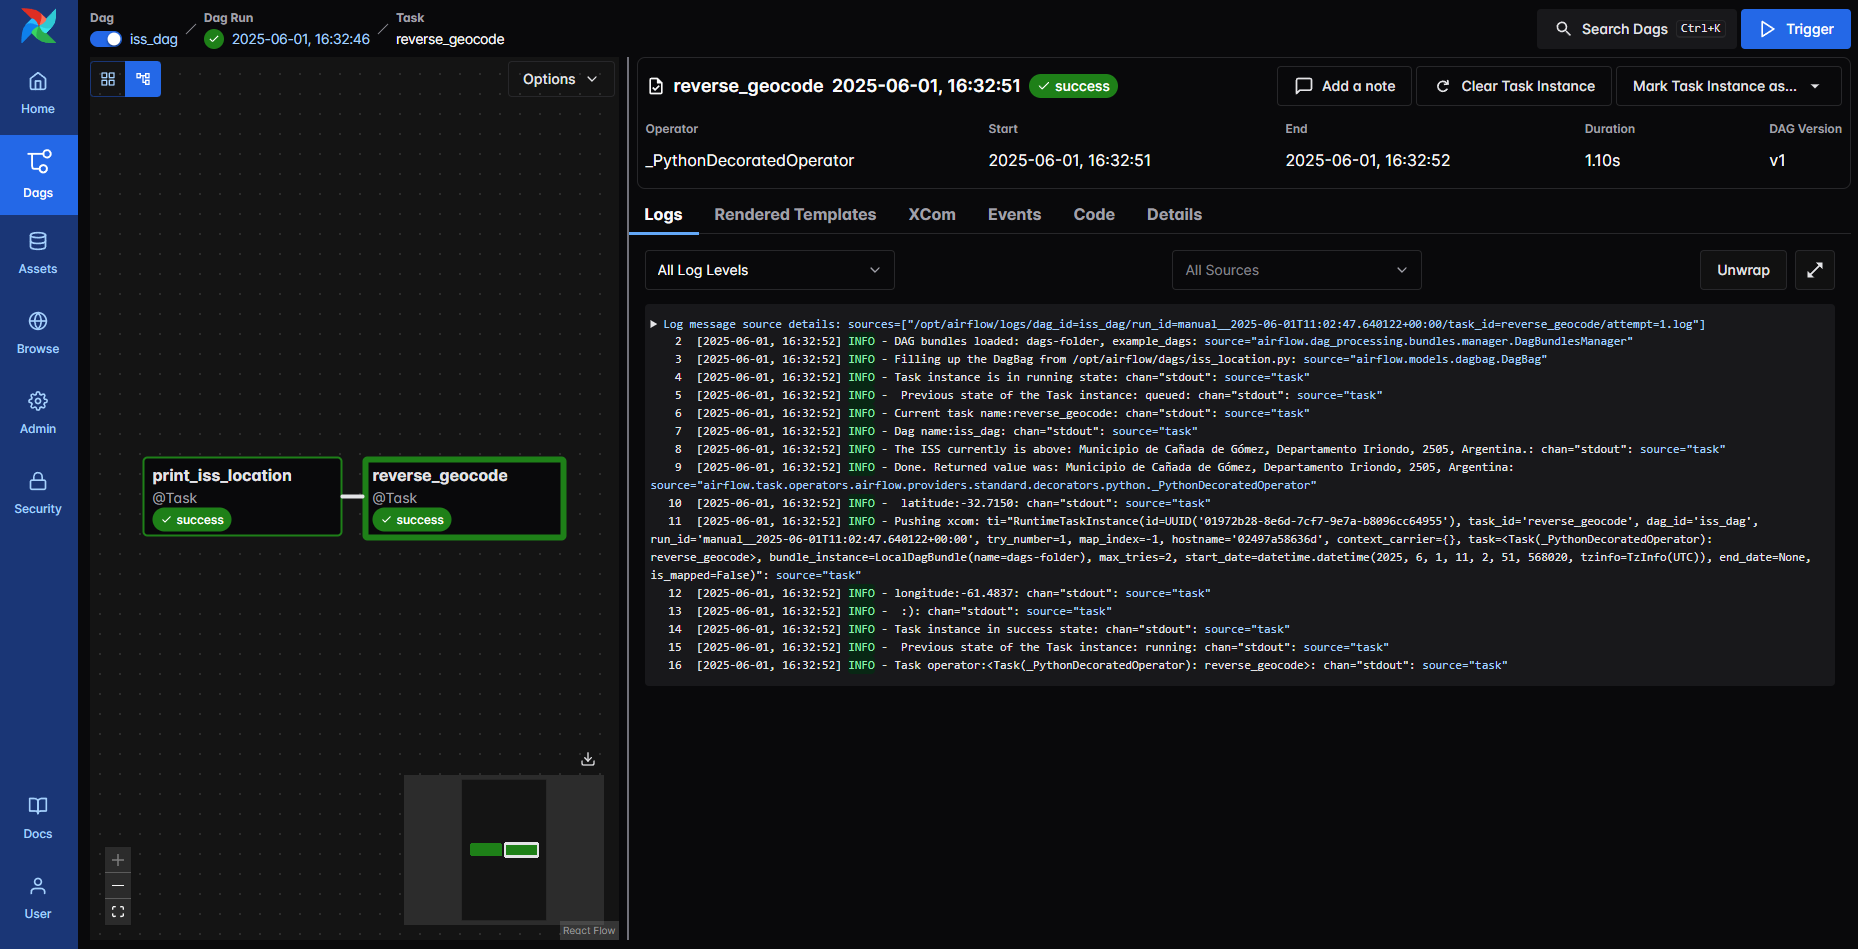 Dag
iss_dag
Dag Run
2025-06-01, 16:32:46
Task
reverse_geocode
Search Dags Ctrl+K
Trigger
Home
Dags
Assets
Browse
Admin
Security
Docs
User
Options
print_iss_location
@Task
success
reverse_geocode
@Task
success
React Flow
reverse_geocode 2025-06-01, 16:32:51 success
Add a note
Clear Task Instance
Mark Task Instance as...
Operator Start End Duration DAG Version
_PythonDecoratedOperator 2025-06-01, 16:32:51 2025-06-01, 16:32:52 1.10s v1
Logs Rendered Templates XCom Events Code Details
All Log Levels All Sources Unwrap
Log message source details: sources=["/opt/airflow/logs/dag_id=iss_dag/run_id=manual__2025-06-01T11:02:47.640122+00:00/task_id=reverse_geocode/attempt=1.log"]
2 [2025-06-01, 16:32:52] INFO - DAG bundles loaded: dags-folder, example_dags: source="airflow.dag_processing.bundles.manager.DagBundlesManager"
3 [2025-06-01, 16:32:52] INFO - Filling up the DagBag from /opt/airflow/dags/iss_location.py: source="airflow.models.dagbag.DagBag"
4 [2025-06-01, 16:32:52] INFO - Task instance is in running state: chan="stdout": source="task"
5 [2025-06-01, 16:32:52] INFO -  Previous state of the Task instance: queued: chan="stdout": source="task"
6 [2025-06-01, 16:32:52] INFO - Current task name:reverse_geocode: chan="stdout": source="task"
7 [2025-06-01, 16:32:52] INFO - Dag name:iss_dag: chan="stdout": source="task"
8 [2025-06-01, 16:32:52] INFO - The ISS currently is above: Municipio de Cañada de Gómez, Departamento Iriondo, 2505, Argentina.: chan="stdout": source="task"
9 [2025-06-01, 16:32:52] INFO - Done. Returned value was: Municipio de Cañada de Gómez, Departamento Iriondo, 2505, Argentina:
source="airflow.task.operators.airflow.providers.standard.decorators.python._PythonDecoratedOperator"
10 [2025-06-01, 16:32:52] INFO -  latitude:-32.7150: chan="stdout": source="task"
11 [2025-06-01, 16:32:52] INFO - Pushing xcom: ti="RuntimeTaskInstance(id=UUID('01972b28-8e6d-7cf7-9e7a-b8096cc64955'), task_id='reverse_geocode', dag_id='iss_dag',
run_id='manual__2025-06-01T11:02:47.640122+00:00', try_number=1, map_index=-1, hostname='02497a58636d', context_carrier={}, task=<Task(_PythonDecoratedOperator):
reverse_geocode>, bundle_instance=LocalDagBundle(name=dags-folder), max_tries=2, start_date=datetime.datetime(2025, 6, 1, 11, 2, 51, 568020, tzinfo=TzInfo(UTC)), end_date=None,
is_mapped=False)": source="task"
12 [2025-06-01, 16:32:52] INFO - longitude:-61.4837: chan="stdout": source="task"
13 [2025-06-01, 16:32:52] INFO -  :): chan="stdout": source="task"
14 [2025-06-01, 16:32:52] INFO - Task instance in success state: chan="stdout": source="task"
15 [2025-06-01, 16:32:52] INFO -  Previous state of the Task instance: running: chan="stdout": source="task"
16 [2025-06-01, 16:32:52] INFO - Task operator:<Task(_PythonDecoratedOperator): reverse_geocode>: chan="stdout": source="task"